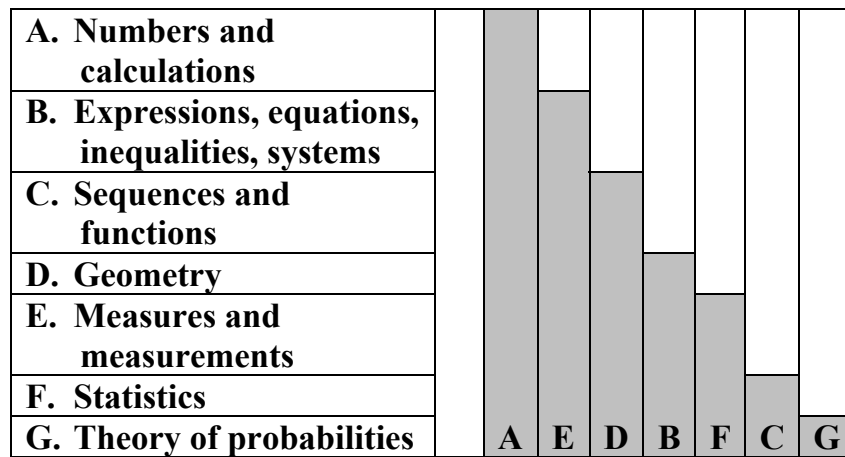 A. Numbers and
calculations
B. Expressions, equations,
inequalities, systems
C. Sequences and
functions
D. Geometry
E. Measures and
measurements
F. Statistics
G. Theory of probabilities A E D B F C G